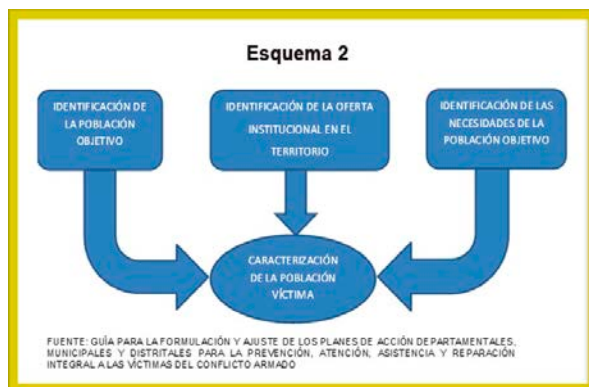 Esquema 2
IDENTIFICACIÓN DE
LA POBLACIÓN
OBJETIVO
IDENTIFICACIÓN DE LA OFERTA
INSTITUCIONAL EN EL
TERRITORIO
IDENTIFICACIÓN DE LAS
NECESIDADES DE LA
POBLACIÓN OBJETIVO
CARACTERIZACIÓN
DE LA POBLACIÓN
VÍCTIMA
FUENTE: GUÍA PARA LA FORMULACIÓN Y AJUSTE DE LOS PLANES DE ACCIÓN DEPARTAMENTALES,
MUNICIPALES Y DISTRITALES PARA LA PREVENCIÓN, ATENCIÓN, ASISTENCIA Y REPARACIÓN
INTEGRAL A LAS VÍCTIMAS DEL CONFLICTO ARMADO